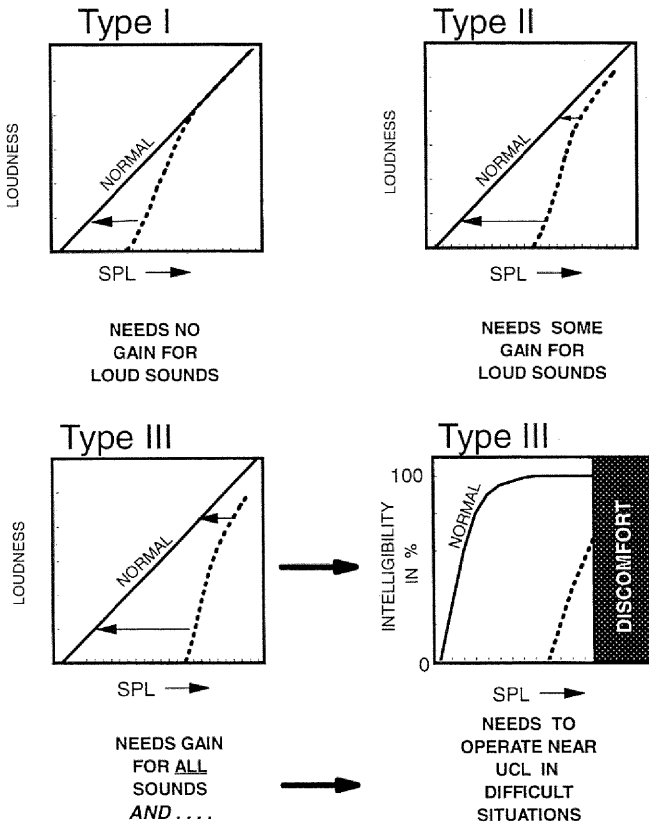 Type I
LOUDNESS
NORMAL
SPL
NEEDS NO
GAIN FOR
LOUD SOUNDS
Type II
LOUDNESS
NORMAL
SPL
NEEDS SOME
GAIN FOR
LOUD SOUNDS
Type III
LOUDNESS
NORMAL
SPL
NEEDS GAIN
FOR ALL
SOUNDS
AND . . . .
Type III
INTELLIGIBILITY
IN %
100
0
NORMAL
DISCOMFORT
SPL
NEEDS TO
OPERATE NEAR
UCL IN
DIFFICULT
SITUATIONS